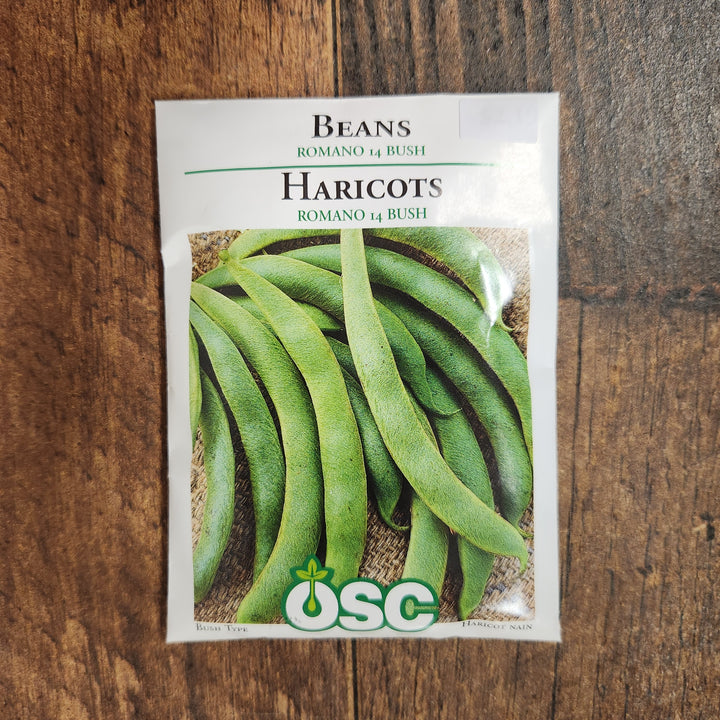 BEANS
ROMANO 14 BUSH
HARICOTS
ROMANO 14 BUSH
OSC
BUSH TYPE
HARICOT NAIN